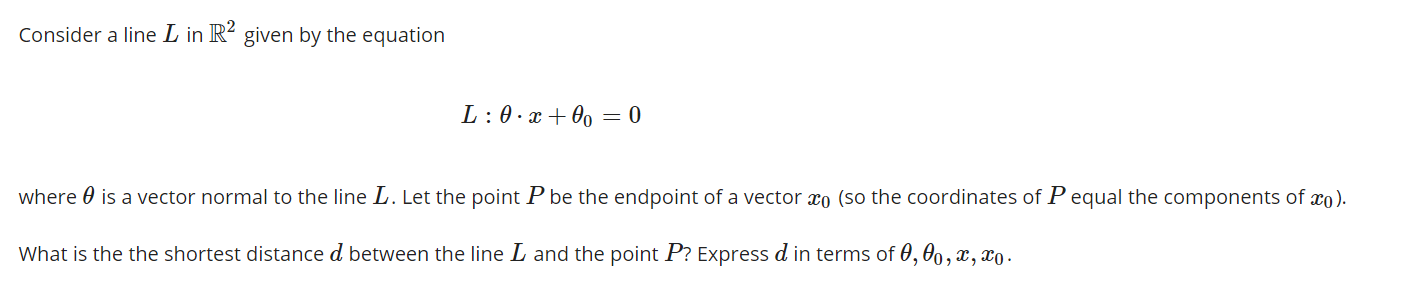 Consider a line L in ℝ² given by the equation
L : θ · x + θ₀ = 0
where θ is a vector normal to the line L. Let the point P be the endpoint of a vector x₀ (so the coordinates of P equal the components of x₀).
What is the the shortest distance d between the line L and the point P? Express d in terms of θ, θ₀, x, x₀.